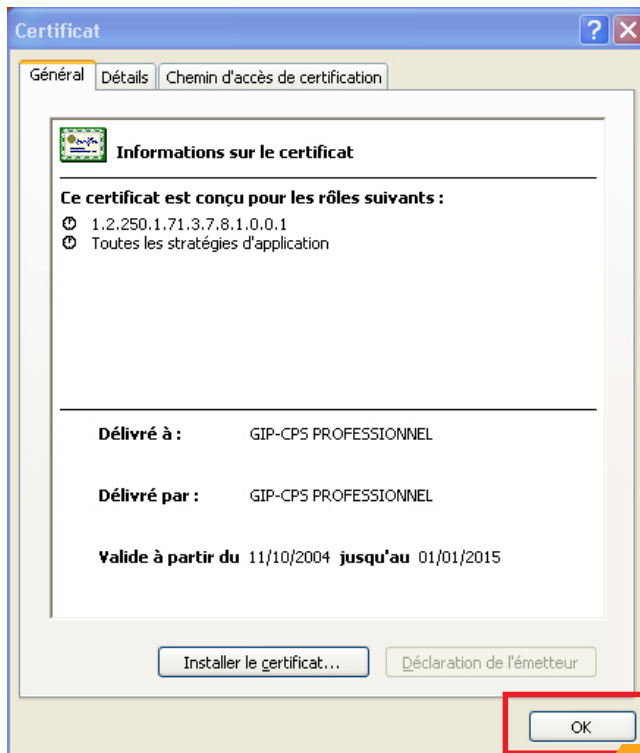 Certificat
Général Détails Chemin d'accès de certification
Informations sur le certificat
Ce certificat est conçu pour les rôles suivants :
1.2.250.1.71.3.7.8.1.0.0.1
Toutes les stratégies d'application
Délivré à : GIP-CPS PROFESSIONNEL
Délivré par : GIP-CPS PROFESSIONNEL
Valide à partir du 11/10/2004 jusqu'au 01/01/2015
Installer le certificat... Déclaration de l'émetteur
OK